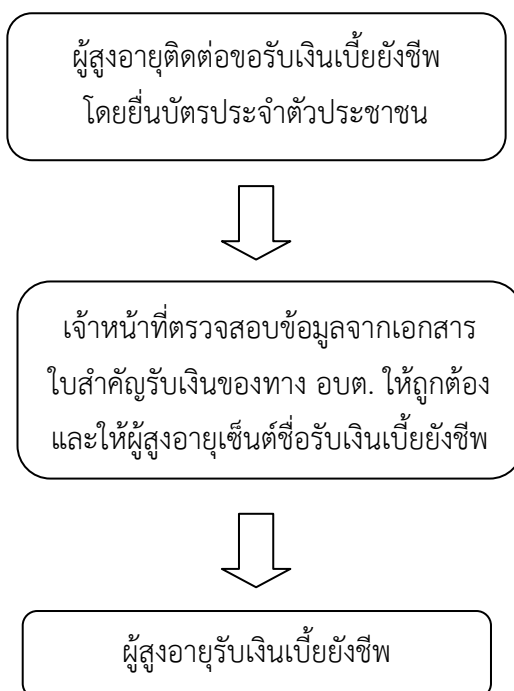 ผู้สูงอายุติดต่อขอรับเงินเบี้ยยังชีพ
โดยยื่นบัตรประจำตัวประชาชน
เจ้าหน้าที่ตรวจสอบข้อมูลจากเอกสาร
ใบสำคัญรับเงินของทาง อบต. ให้ถูกต้อง
และให้ผู้สูงอายุเซ็นต์ชื่อรับเงินเบี้ยยังชีพ
ผู้สูงอายุรับเงินเบี้ยยังชีพ